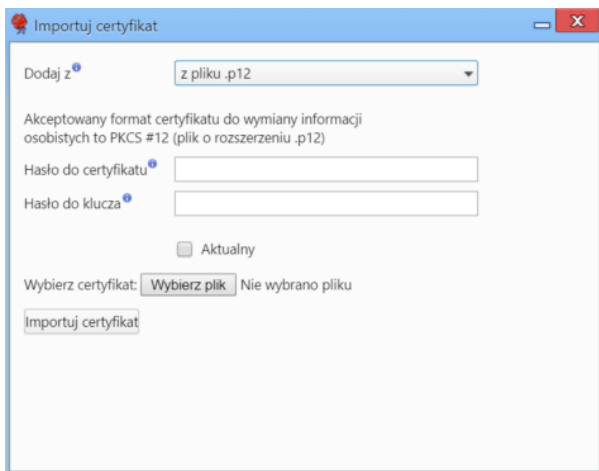 Importuj certyfikat
Dodaj z
z pliku .p12
Akceptowany format certyfikatu do wymiany informacji
osobistych to PKCS #12 (plik o rozszerzeniu .p12)
Hasło do certyfikatu
Hasło do klucza
Aktualny
Wybierz certyfikat: Wybierz plik Nie wybrano pliku
Importuj certyfikat